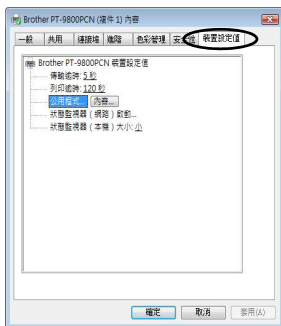 Brother PT-9800PCN (複件 1) 內容
一般 共用 連接埠 進階 色彩管理 安全性 裝置設定值
Brother PT-9800PCN 裝置設定值
傳輸逾時: 5 秒
列印逾時: 120 秒
公用程式... 內容...
狀態監視器 ( 網路 ) 啟動...
狀態監視器 ( 本機 ) 大小: 小
確定 取消 套用(A)